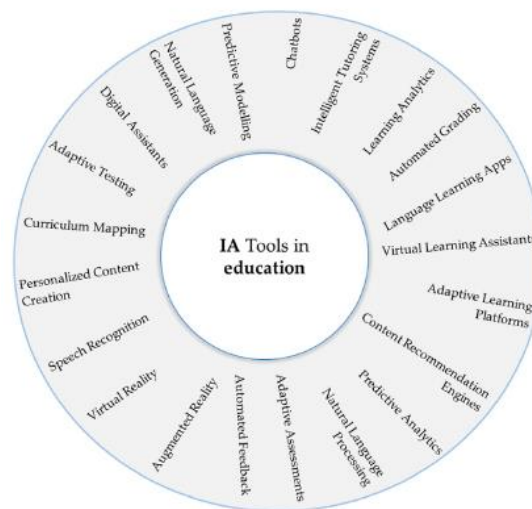 IA Tools in
education
Chatbots
Intelligent Tutoring
Systems
Learning Analytics
Automated Grading
Language Learning Apps
Virtual Learning Assistants
Adaptive Learning
Platforms
Content Recommendation
Engines
Predictive Analytics
Natural Language
Processing
Adaptive Assessments
Automated Feedback
Augmented Reality
Virtual Reality
Speech Recognition
Personalized Content
Creation
Curriculum Mapping
Adaptive Testing
Digital Assistants
Natural Language
Generation
Predictive Modelling